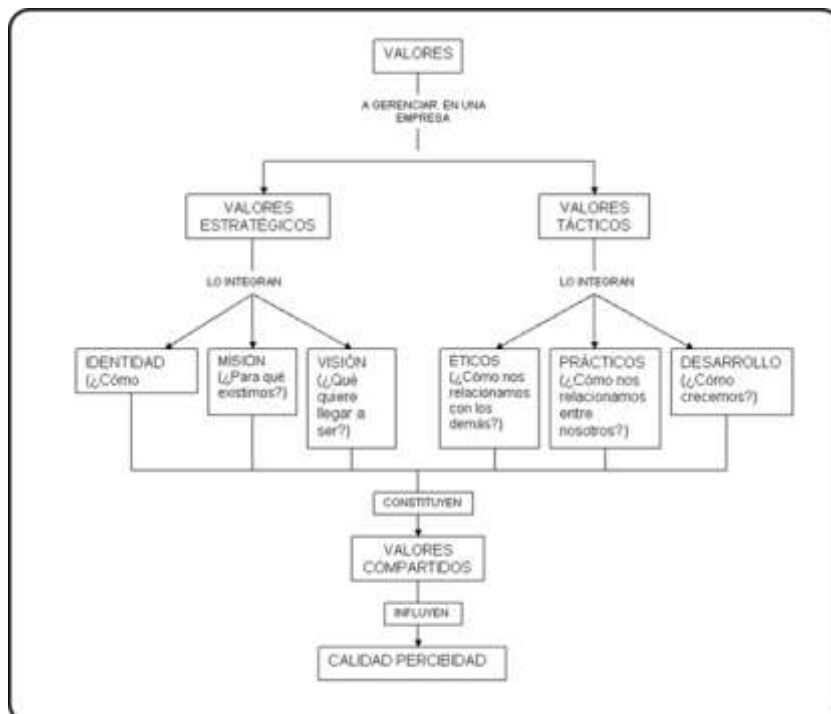 VALORES
A GERENCIAR, EN UNA
EMPRESA
VALORES
ESTRATÉGICOS
VALORES
TÁCTICOS
LO INTEGRAN
LO INTEGRAN
IDENTIDAD
(¿Cómo
MISIÓN
(¿Para qué
existimos?)
VISIÓN
(¿Qué
quiere
llegar a
ser?)
ÉTICOS
(¿Cómo nos
relacionamos
con los
demás?)
PRÁCTICOS
(¿Cómo nos
relacionamos
entre
nosotros?)
DESARROLLO
(¿Cómo
crecemos?)
CONSTITUYEN
VALORES
COMPARTIDOS
INFLUYEN
CALIDAD PERCIBIDAD